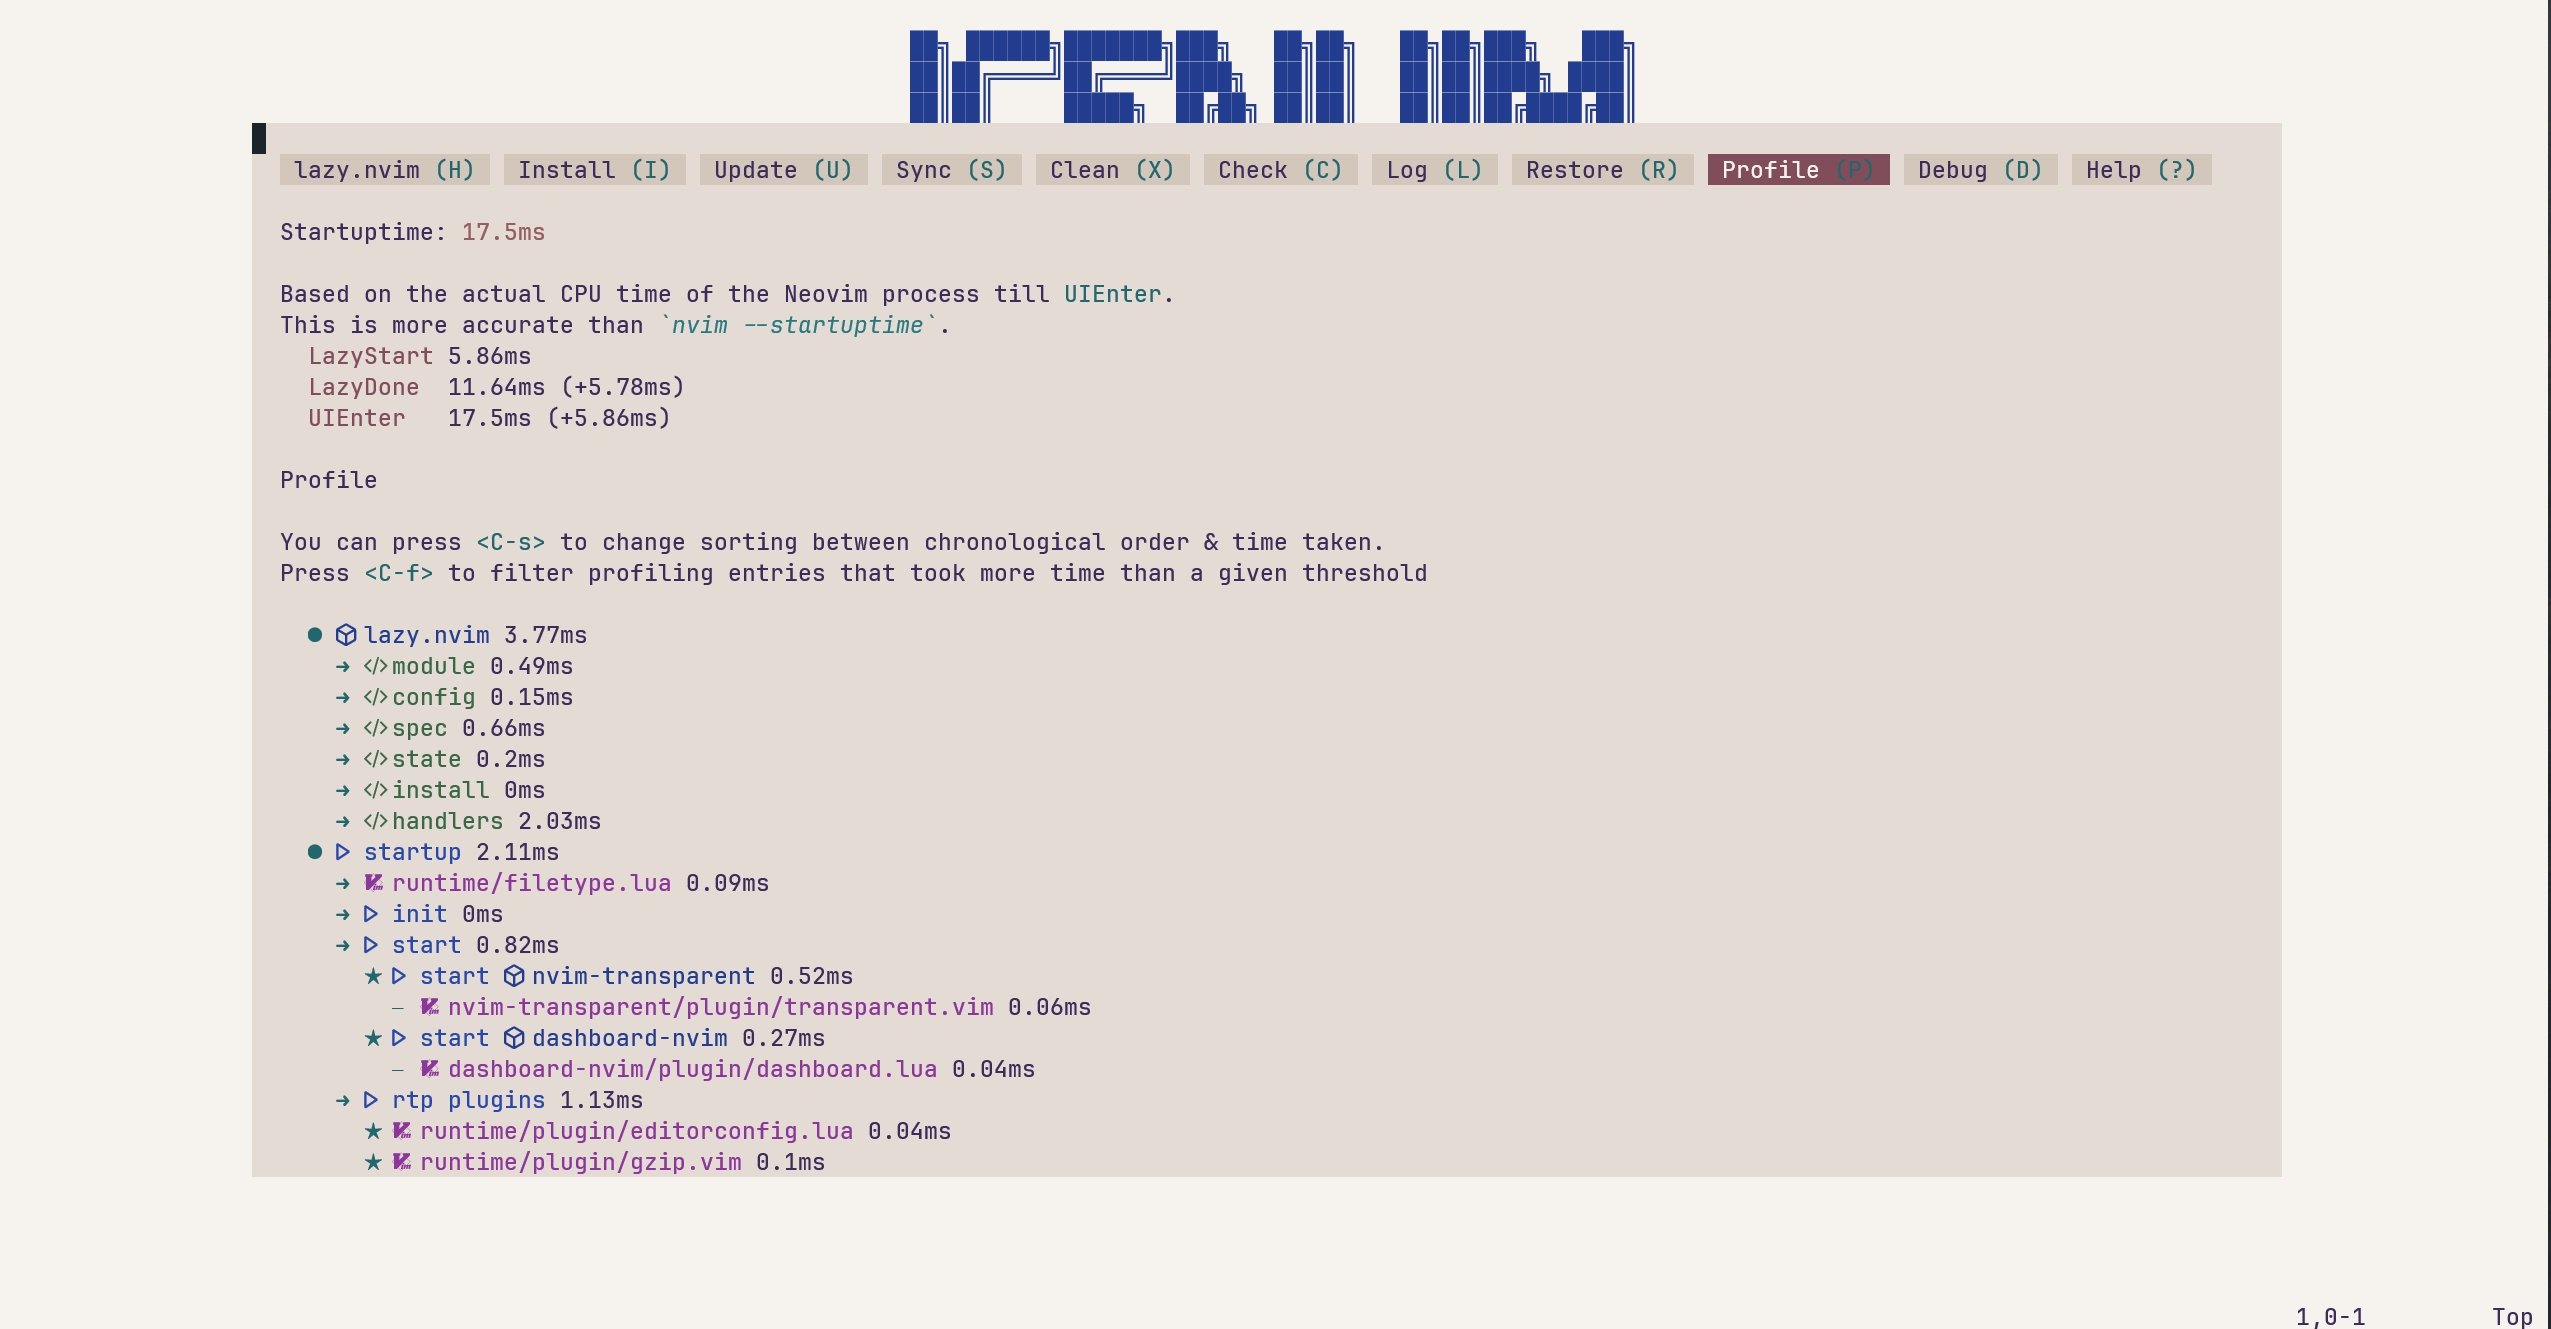 lazy.nvim (H) Install (I) Update (U) Sync (S) Clean (X) Check (C) Log (L) Restore (R) Profile (P) Debug (D) Help (?)
Startuptime: 17.5ms
Based on the actual CPU time of the Neovim process till UIEnter.
This is more accurate than `nvim --startuptime`.
LazyStart 5.86ms
LazyDone 11.64ms (+5.78ms)
UIEnter 17.5ms (+5.86ms)
Profile
You can press <C-s> to change sorting between chronological order & time taken.
Press <C-f> to filter profiling entries that took more time than a given threshold
● lazy.nvim 3.77ms
➜ </> module 0.49ms
➜ </> config 0.15ms
➜ </> spec 0.66ms
➜ </> state 0.2ms
➜ </> install 0ms
➜ </> handlers 2.03ms
● startup 2.11ms
➜ runtime/filetype.lua 0.09ms
➜ init 0ms
➜ start 0.82ms
★ start nvim-transparent 0.52ms
‒ nvim-transparent/plugin/transparent.vim 0.06ms
★ start dashboard-nvim 0.27ms
‒ dashboard-nvim/plugin/dashboard.lua 0.04ms
➜ rtp plugins 1.13ms
★ runtime/plugin/editorconfig.lua 0.04ms
★ runtime/plugin/gzip.vim 0.1ms
1,0-1 Top